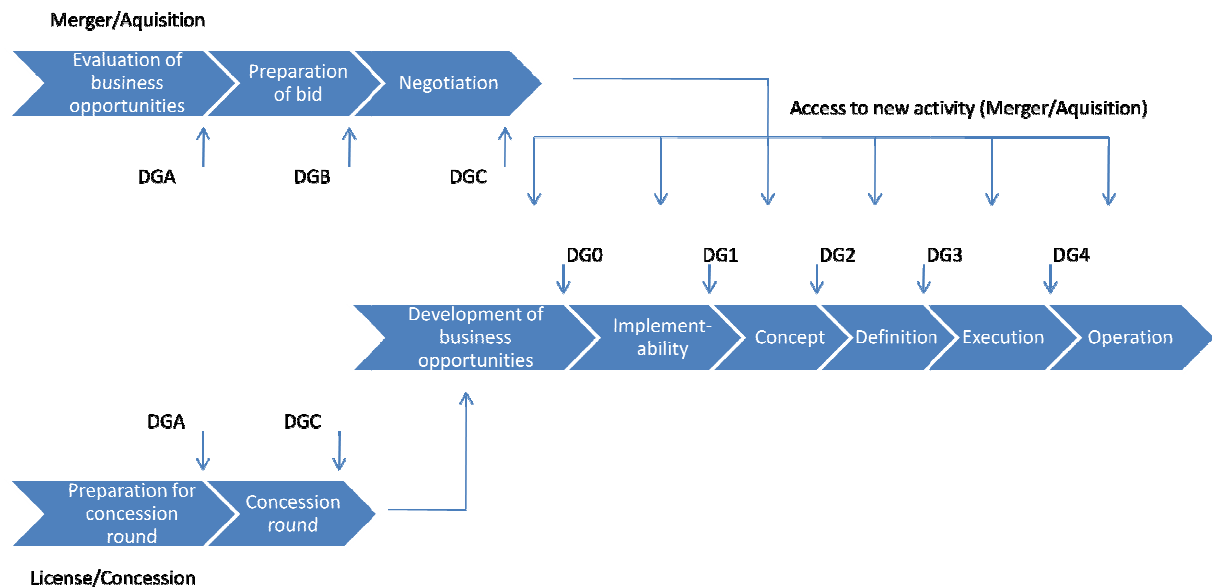 Merger/Aquisition
Evaluation of
business
opportunities
Preparation
of bid
Negotiation
Access to new activity (Merger/Aquisition)
DGA
DGB
DGC
DG0
DG1
DG2
DG3
DG4
Development of
business
opportunities
Implement-
ability
Concept
Definition
Execution
Operation
DGA
DGC
Preparation for
concession
round
Concession
round
License/Concession